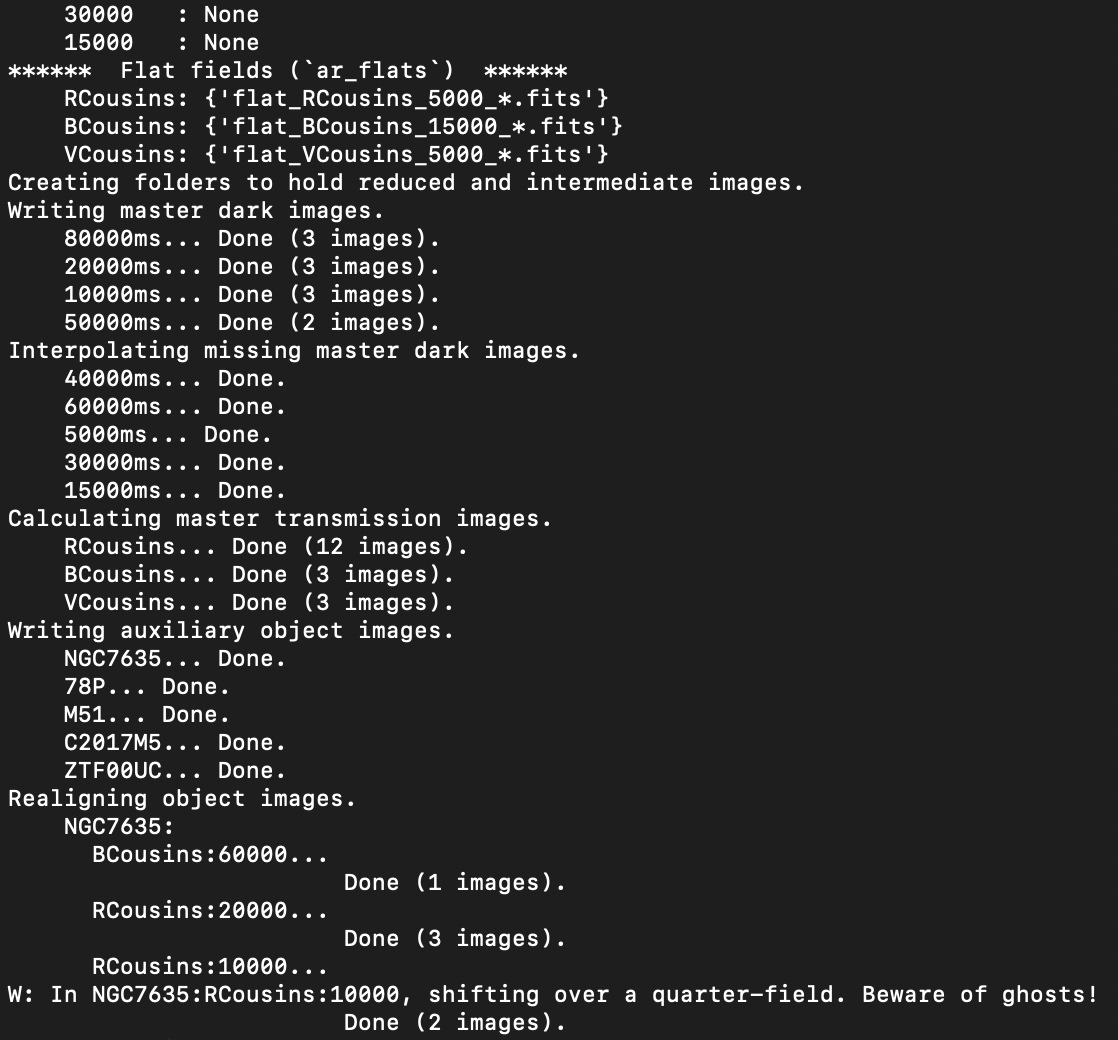 30000   : None
15000   : None
******  Flat fields (`ar_flats`)  ******
RCousins: {'flat_RCousins_5000_*.fits'}
BCousins: {'flat_BCousins_15000_*.fits'}
VCousins: {'flat_VCousins_5000_*.fits'}
Creating folders to hold reduced and intermediate images.
Writing master dark images.
80000ms... Done (3 images).
20000ms... Done (3 images).
10000ms... Done (3 images).
50000ms... Done (2 images).
Interpolating missing master dark images.
40000ms... Done.
60000ms... Done.
5000ms... Done.
30000ms... Done.
15000ms... Done.
Calculating master transmission images.
RCousins... Done (12 images).
BCousins... Done (3 images).
VCousins... Done (3 images).
Writing auxiliary object images.
NGC7635... Done.
78P... Done.
M51... Done.
C2017M5... Done.
ZTF00UC... Done.
Realigning object images.
NGC7635:
BCousins:60000...
Done (1 images).
RCousins:20000...
Done (3 images).
RCousins:10000...
W: In NGC7635:RCousins:10000, shifting over a quarter-field. Beware of ghosts!
Done (2 images).